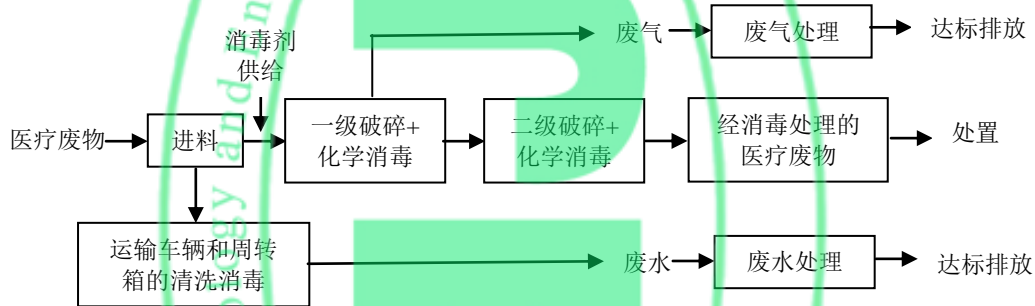 废气
废气处理
达标排放
消毒剂
供给
医疗废物
进料
一级破碎+
化学消毒
二级破碎+
化学消毒
经消毒处理的
医疗废物
处置
运输车辆和周转
箱的清洗消毒
废水
废水处理
达标排放
ology and En